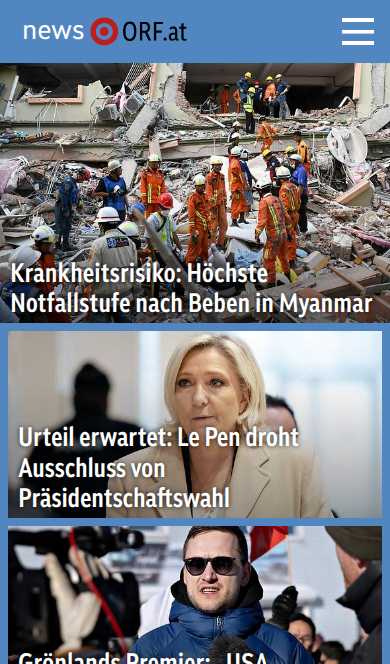 news ORF.at
Krankheitsrisiko: Höchste
Notfallstufe nach Beben in Myanmar
Urteil erwartet: Le Pen droht
Ausschluss von
Präsidentschaftswahl
Grönlands Premier: „USA